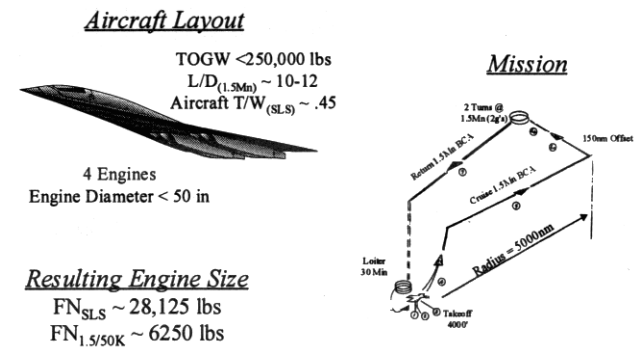 Aircraft Layout
TOGW <250,000 lbs
L/D(1.5Mn) ~ 10-12
Aircraft T/W(SLS) ~ .45
4 Engines
Engine Diameter < 50 in
Resulting Engine Size
FNSLS ~ 28,125 lbs
FN1.5/50K ~ 6250 lbs
Mission
2 Turns @
1.5Mn (2g's)
150nm Offset
Return 1.5Mn BCA
Cruise 1.5Mn BCA
Radius = 5000nm
Loiter
30 Min
Takeoff
4000'